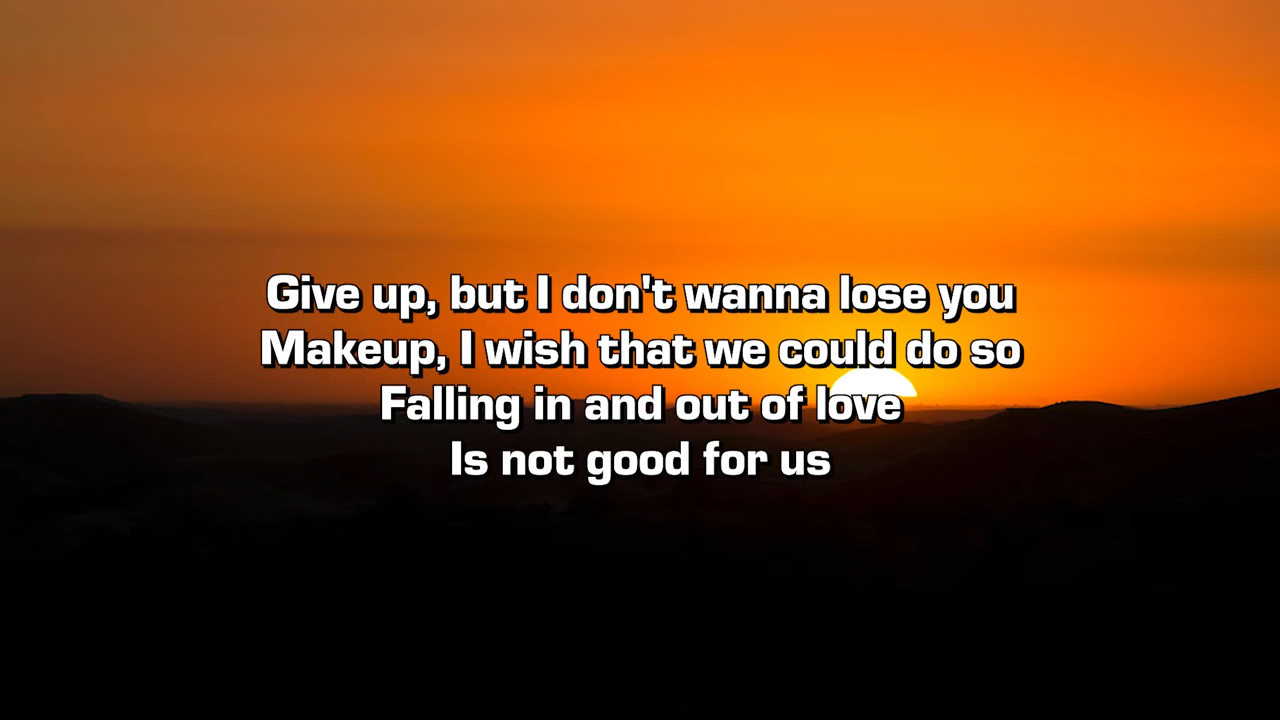 Give up, but I don't wanna lose you
Makeup, I wish that we could do so
Falling in and out of love
Is not good for us